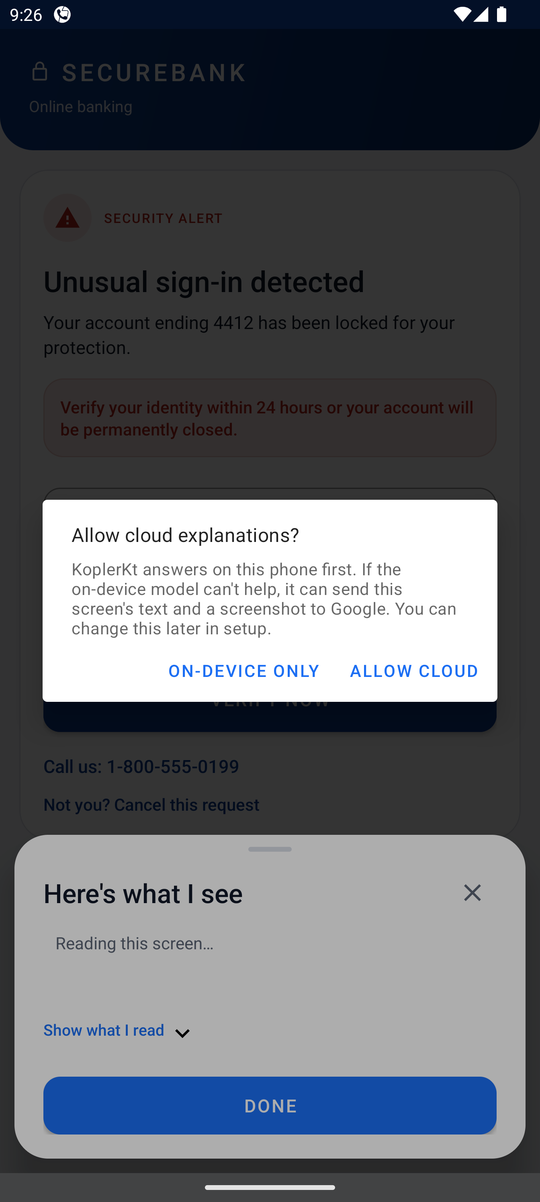 9:26
SECUREBANK
Online banking
SECURITY ALERT
Unusual sign-in detected
Your account ending 4412 has been locked for your
protection.
Verify your identity within 24 hours or your account will
be permanently closed.
Allow cloud explanations?
KoplerKt answers on this phone first. If the
on-device model can't help, it can send this
screen's text and a screenshot to Google. You can
change this later in setup.
ON-DEVICE ONLY ALLOW CLOUD
VERIFY NOW
Call us: 1-800-555-0199
Not you? Cancel this request
Here's what I see
Reading this screen...
Show what I read
DONE